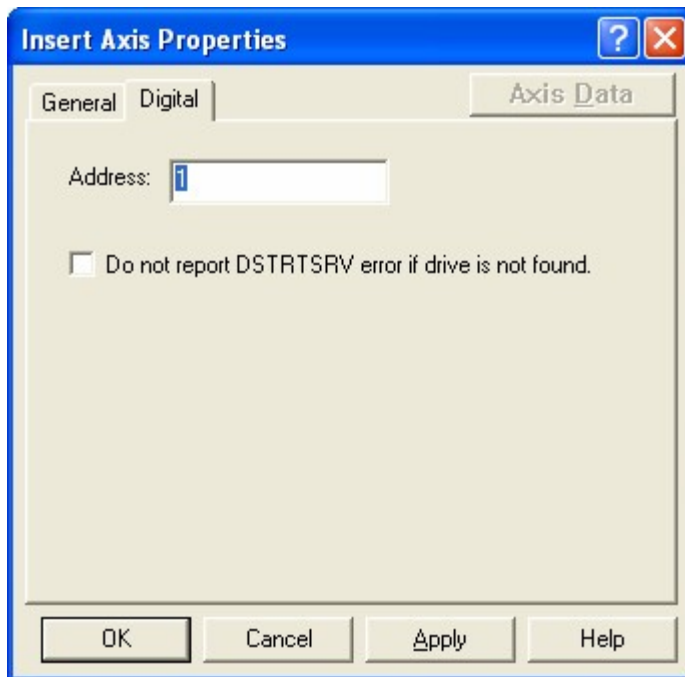 Insert Axis Properties
General Digital Axis Data
Address: 1
Do not report DSTRTSRV error if drive is not found.
OK Cancel Apply Help